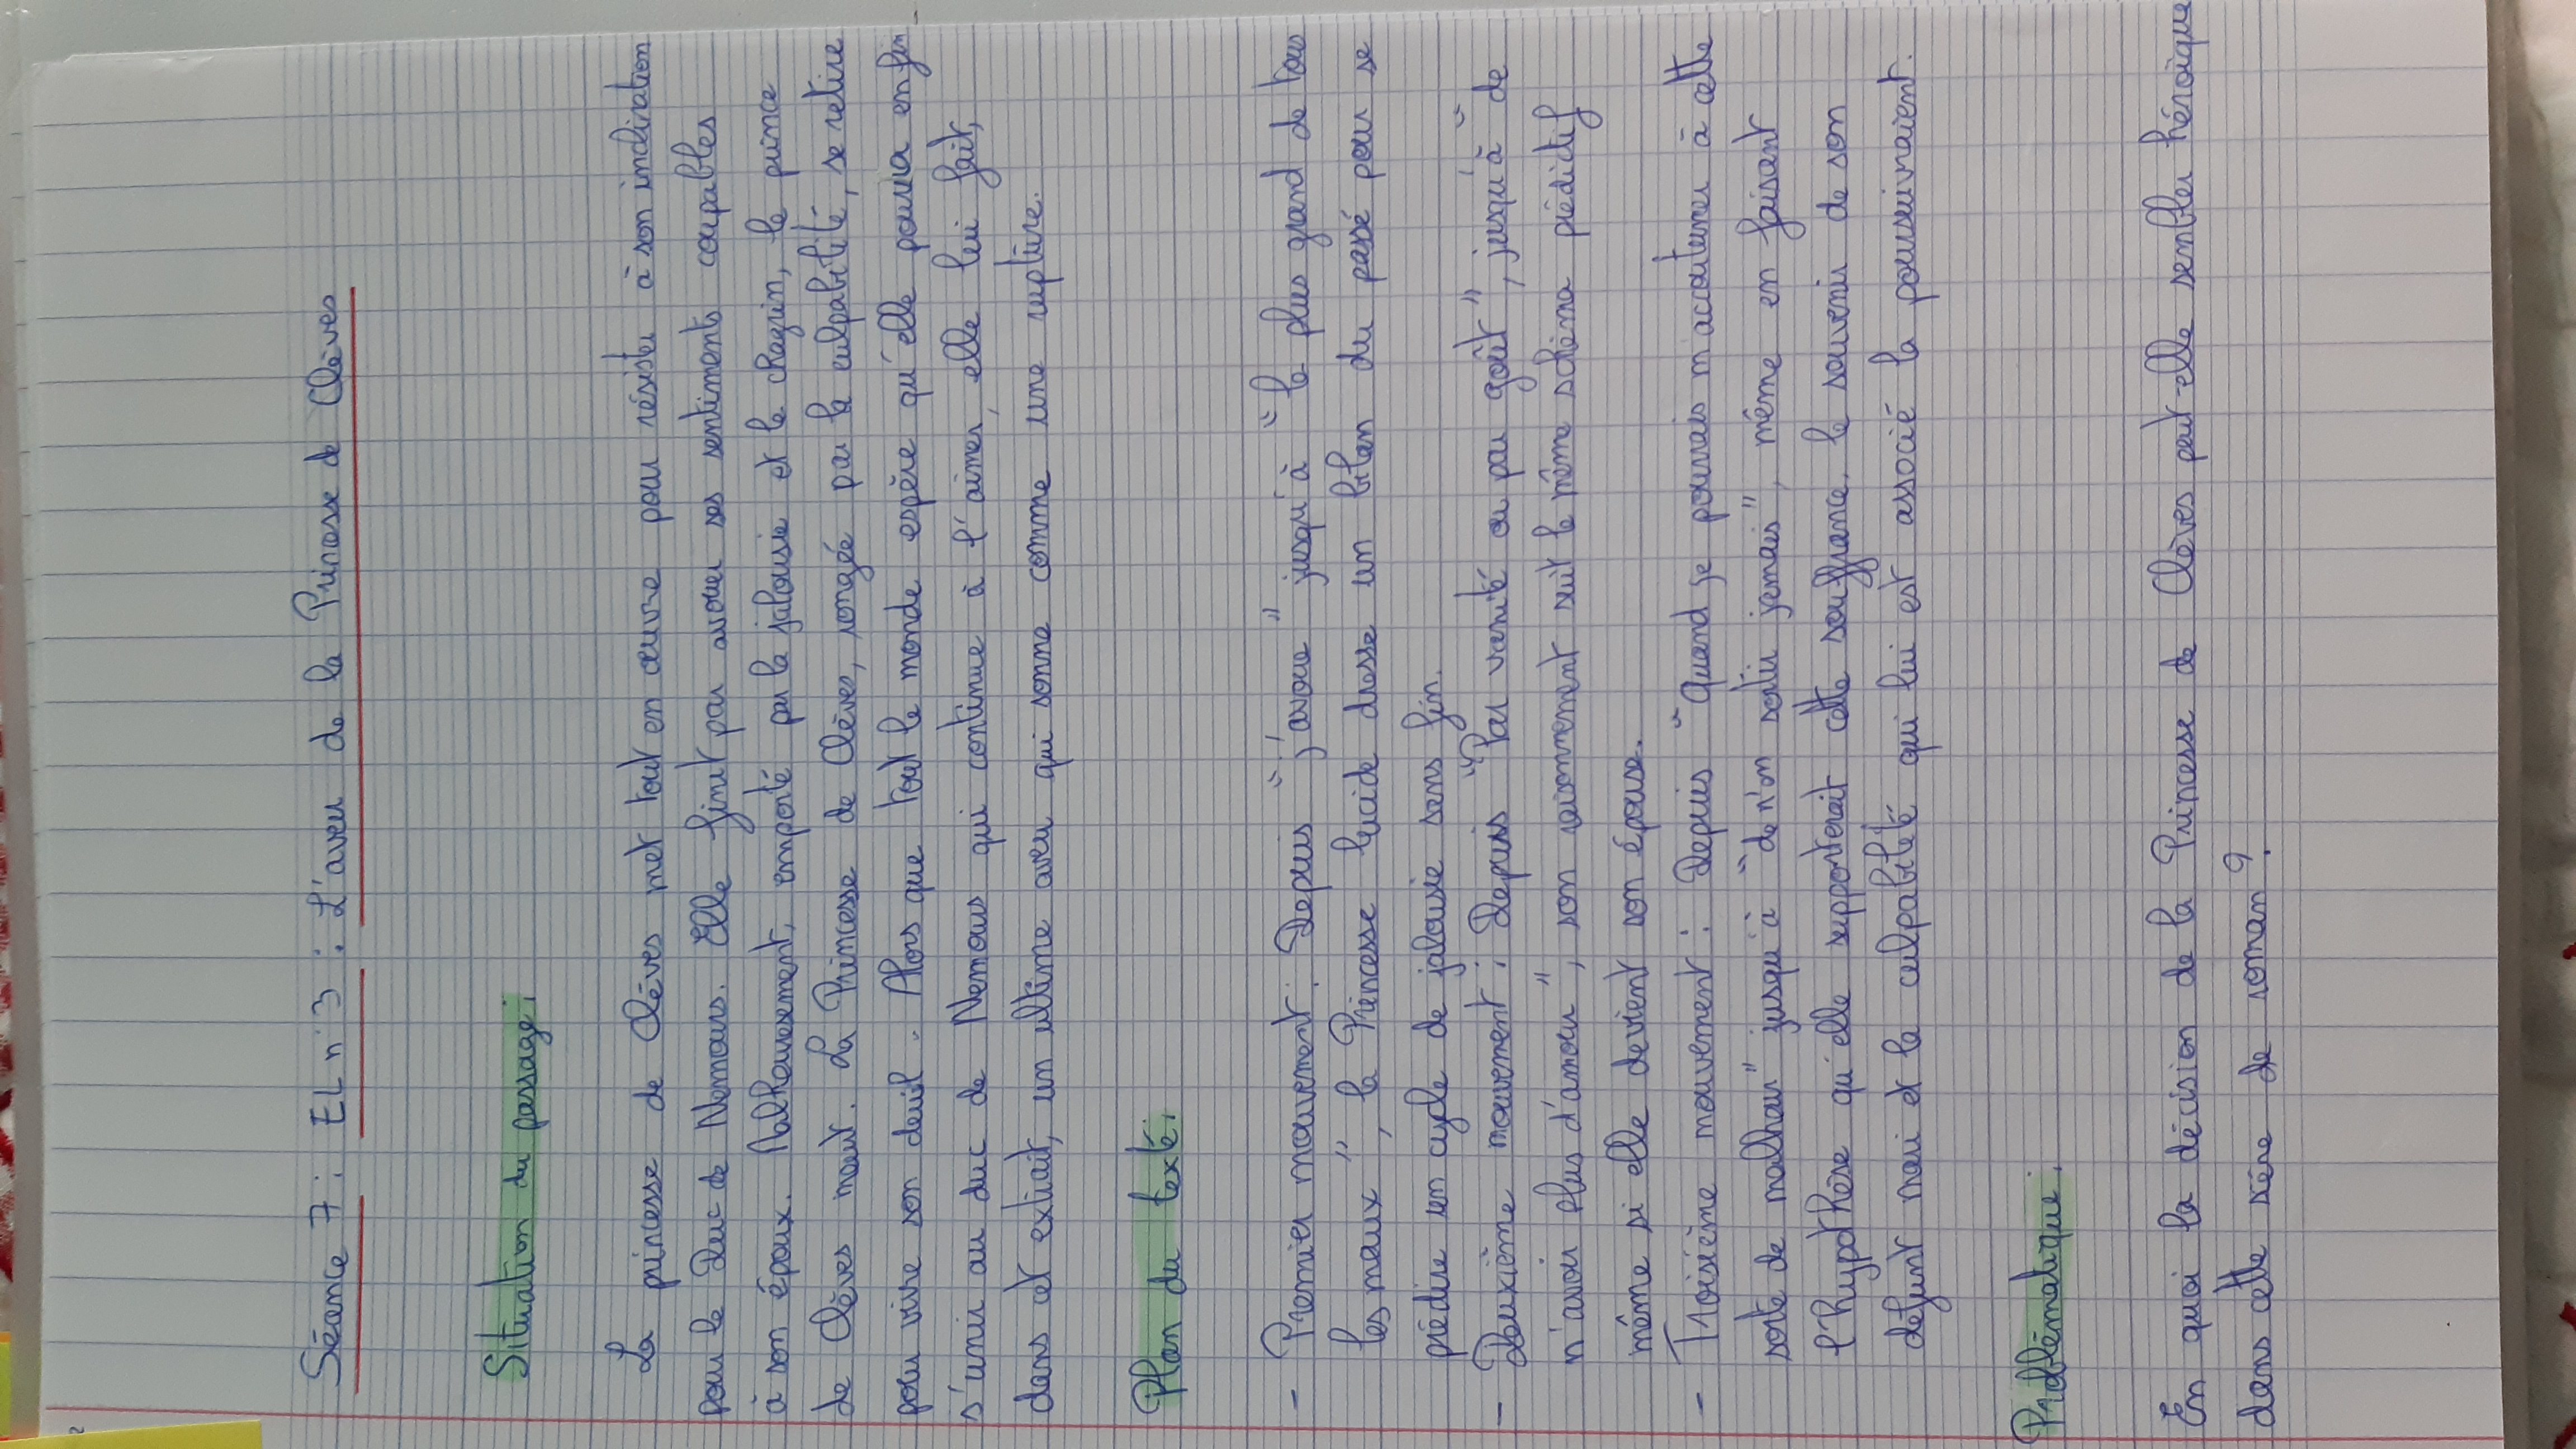 2
Séance 7 : EL n°3 : L'aveu de la Princesse de Clèves
Situation du passage :
La princesse de Clèves met tout en œuvre pour résister à son inclination
pour le Duc de Nemours. Elle finit par avouer ses sentiments coupables
à son époux. Malheureusement, emporté par la jalousie et le chagrin, le prince
de Clèves meurt. La Princesse de Clèves, rongée par la culpabilité, se retire
pour vivre son deuil. Alors que tout le monde espère qu'elle pourra enfin
s'unir au duc de Nemours qui continue à l'aimer, elle lui fait,
dans cet extrait, un ultime aveu qui sonne comme une rupture.
Plan du texte :
- Premier mouvement : Depuis "j'avoue" jusqu'à "le plus grand de tous
les maux", la Princesse lucide dresse un bilan du passé pour se
prédire un cycle de jalousie sans fin.
- Deuxième mouvement : Depuis "Par vanité ou par goût", jusqu'à "de
n'avoir plus d'amour", son raisonnement suit le même schéma prédictif
même si elle devient son épouse.
- Troisième mouvement : Depuis "Quand je pourrais m'accoutumer à cette
sorte de malheur" jusqu'à "de n'en sortir jamais", même en faisant
l'hypothèse qu'elle supporterait cette souffrance, le souvenir de son
défunt mari et la culpabilité qui lui est associé la poursuivraient.
Problématique :
En quoi la décision de la Princesse de Clèves peut-elle sembler héroïque
dans cette scène de roman ?